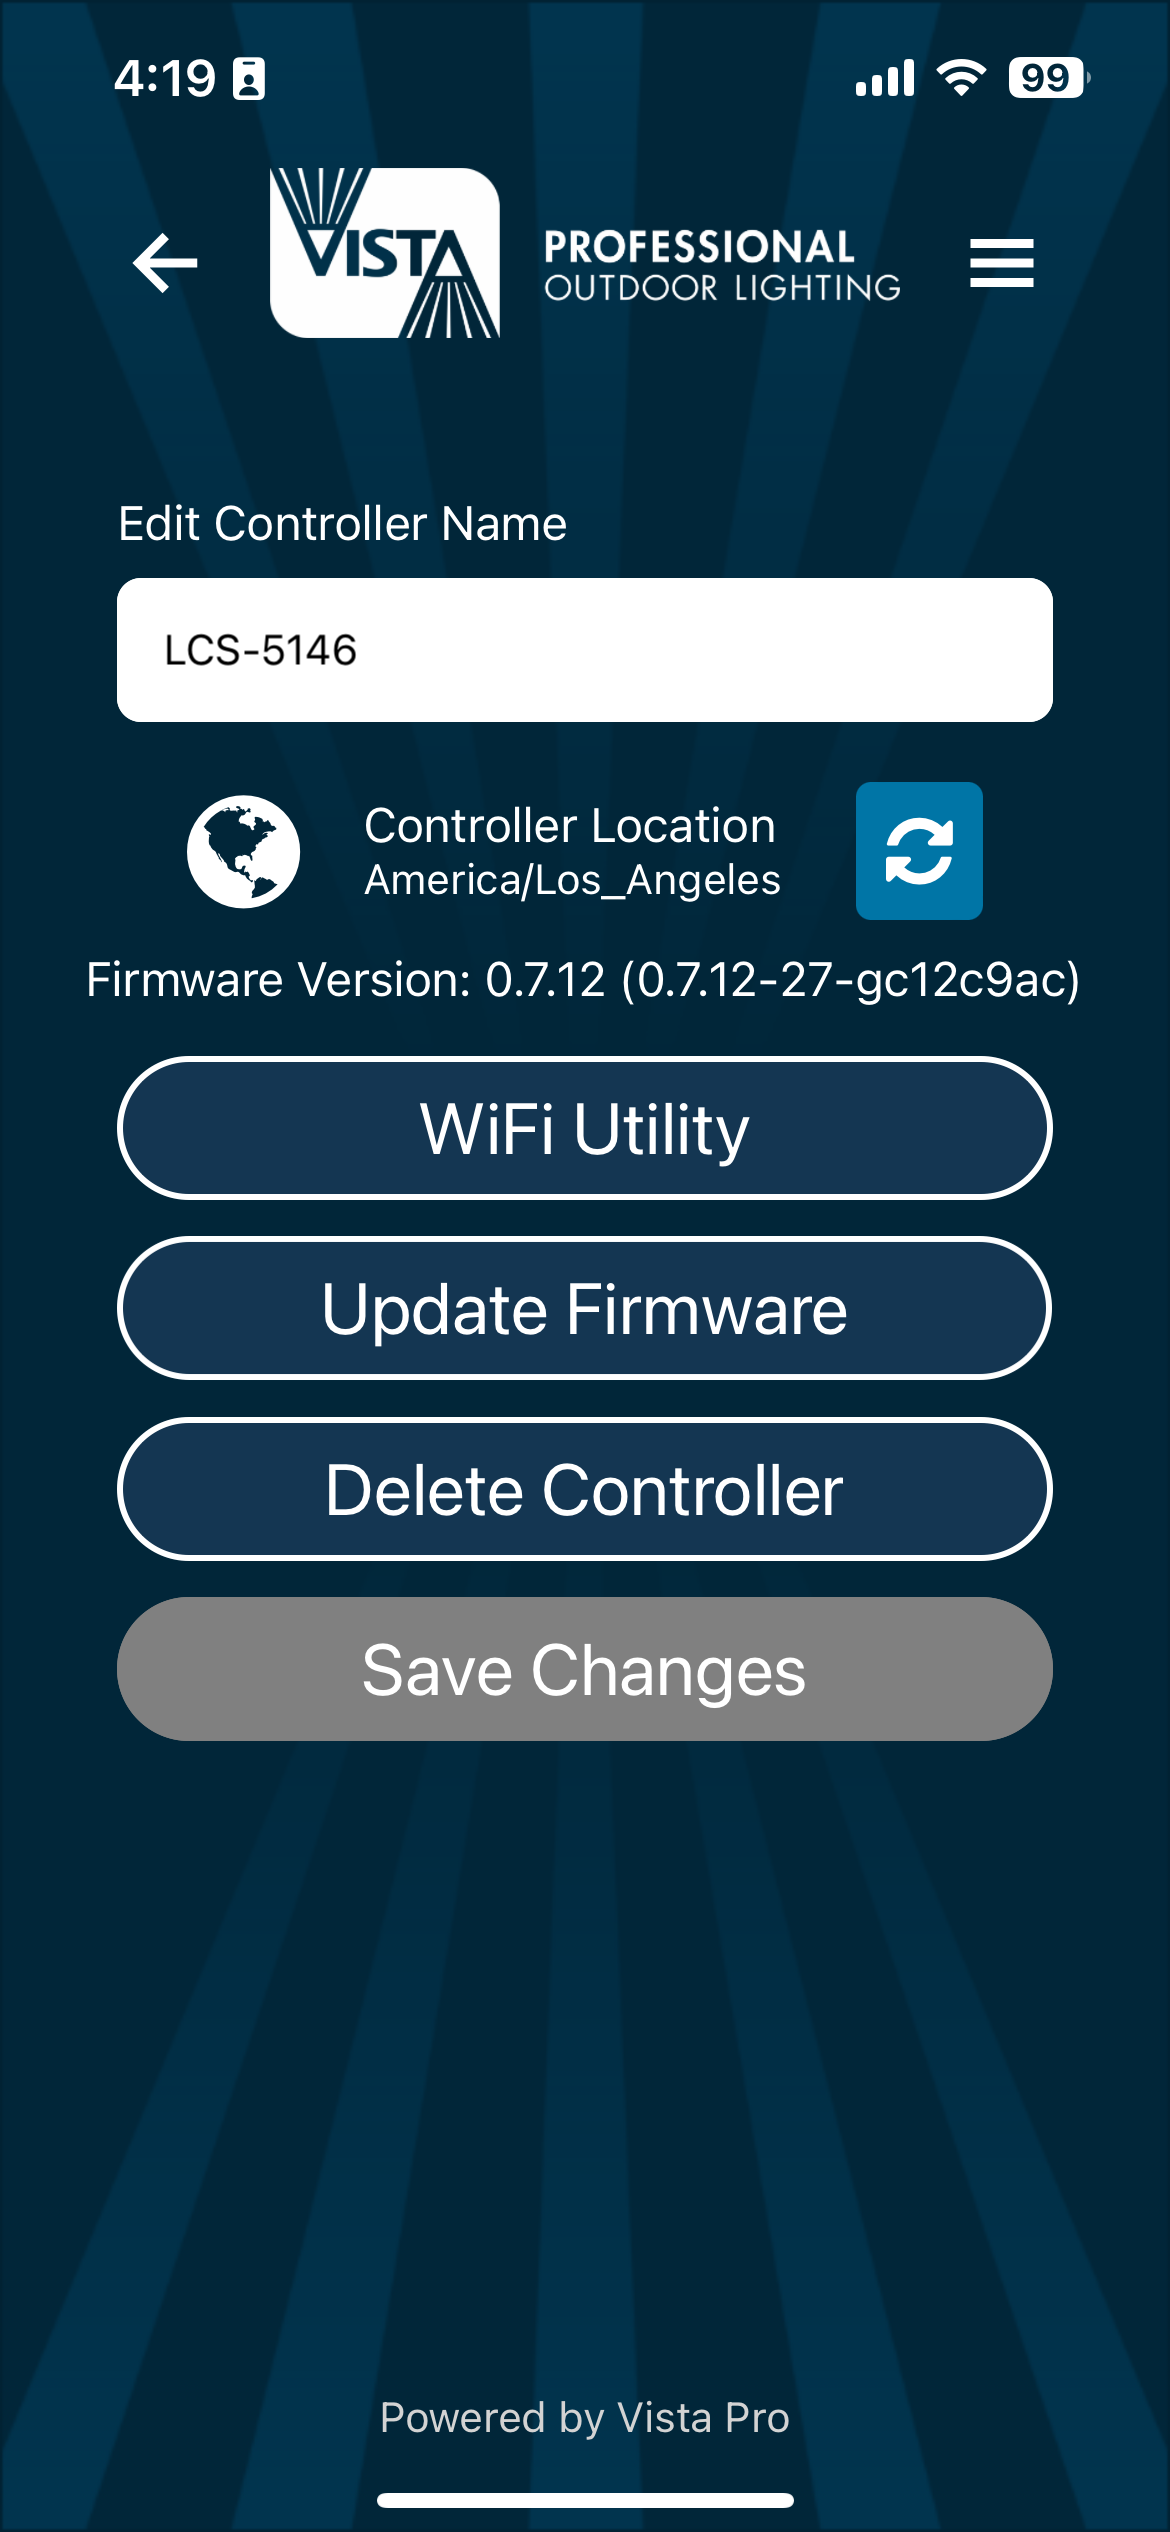 4:19
99
VISTA
PROFESSIONAL
OUTDOOR LIGHTING
Edit Controller Name
LCS-5146
Controller Location
America/Los_Angeles
Firmware Version: 0.7.12 (0.7.12-27-gc12c9ac)
WiFi Utility
Update Firmware
Delete Controller
Save Changes
Powered by Vista Pro